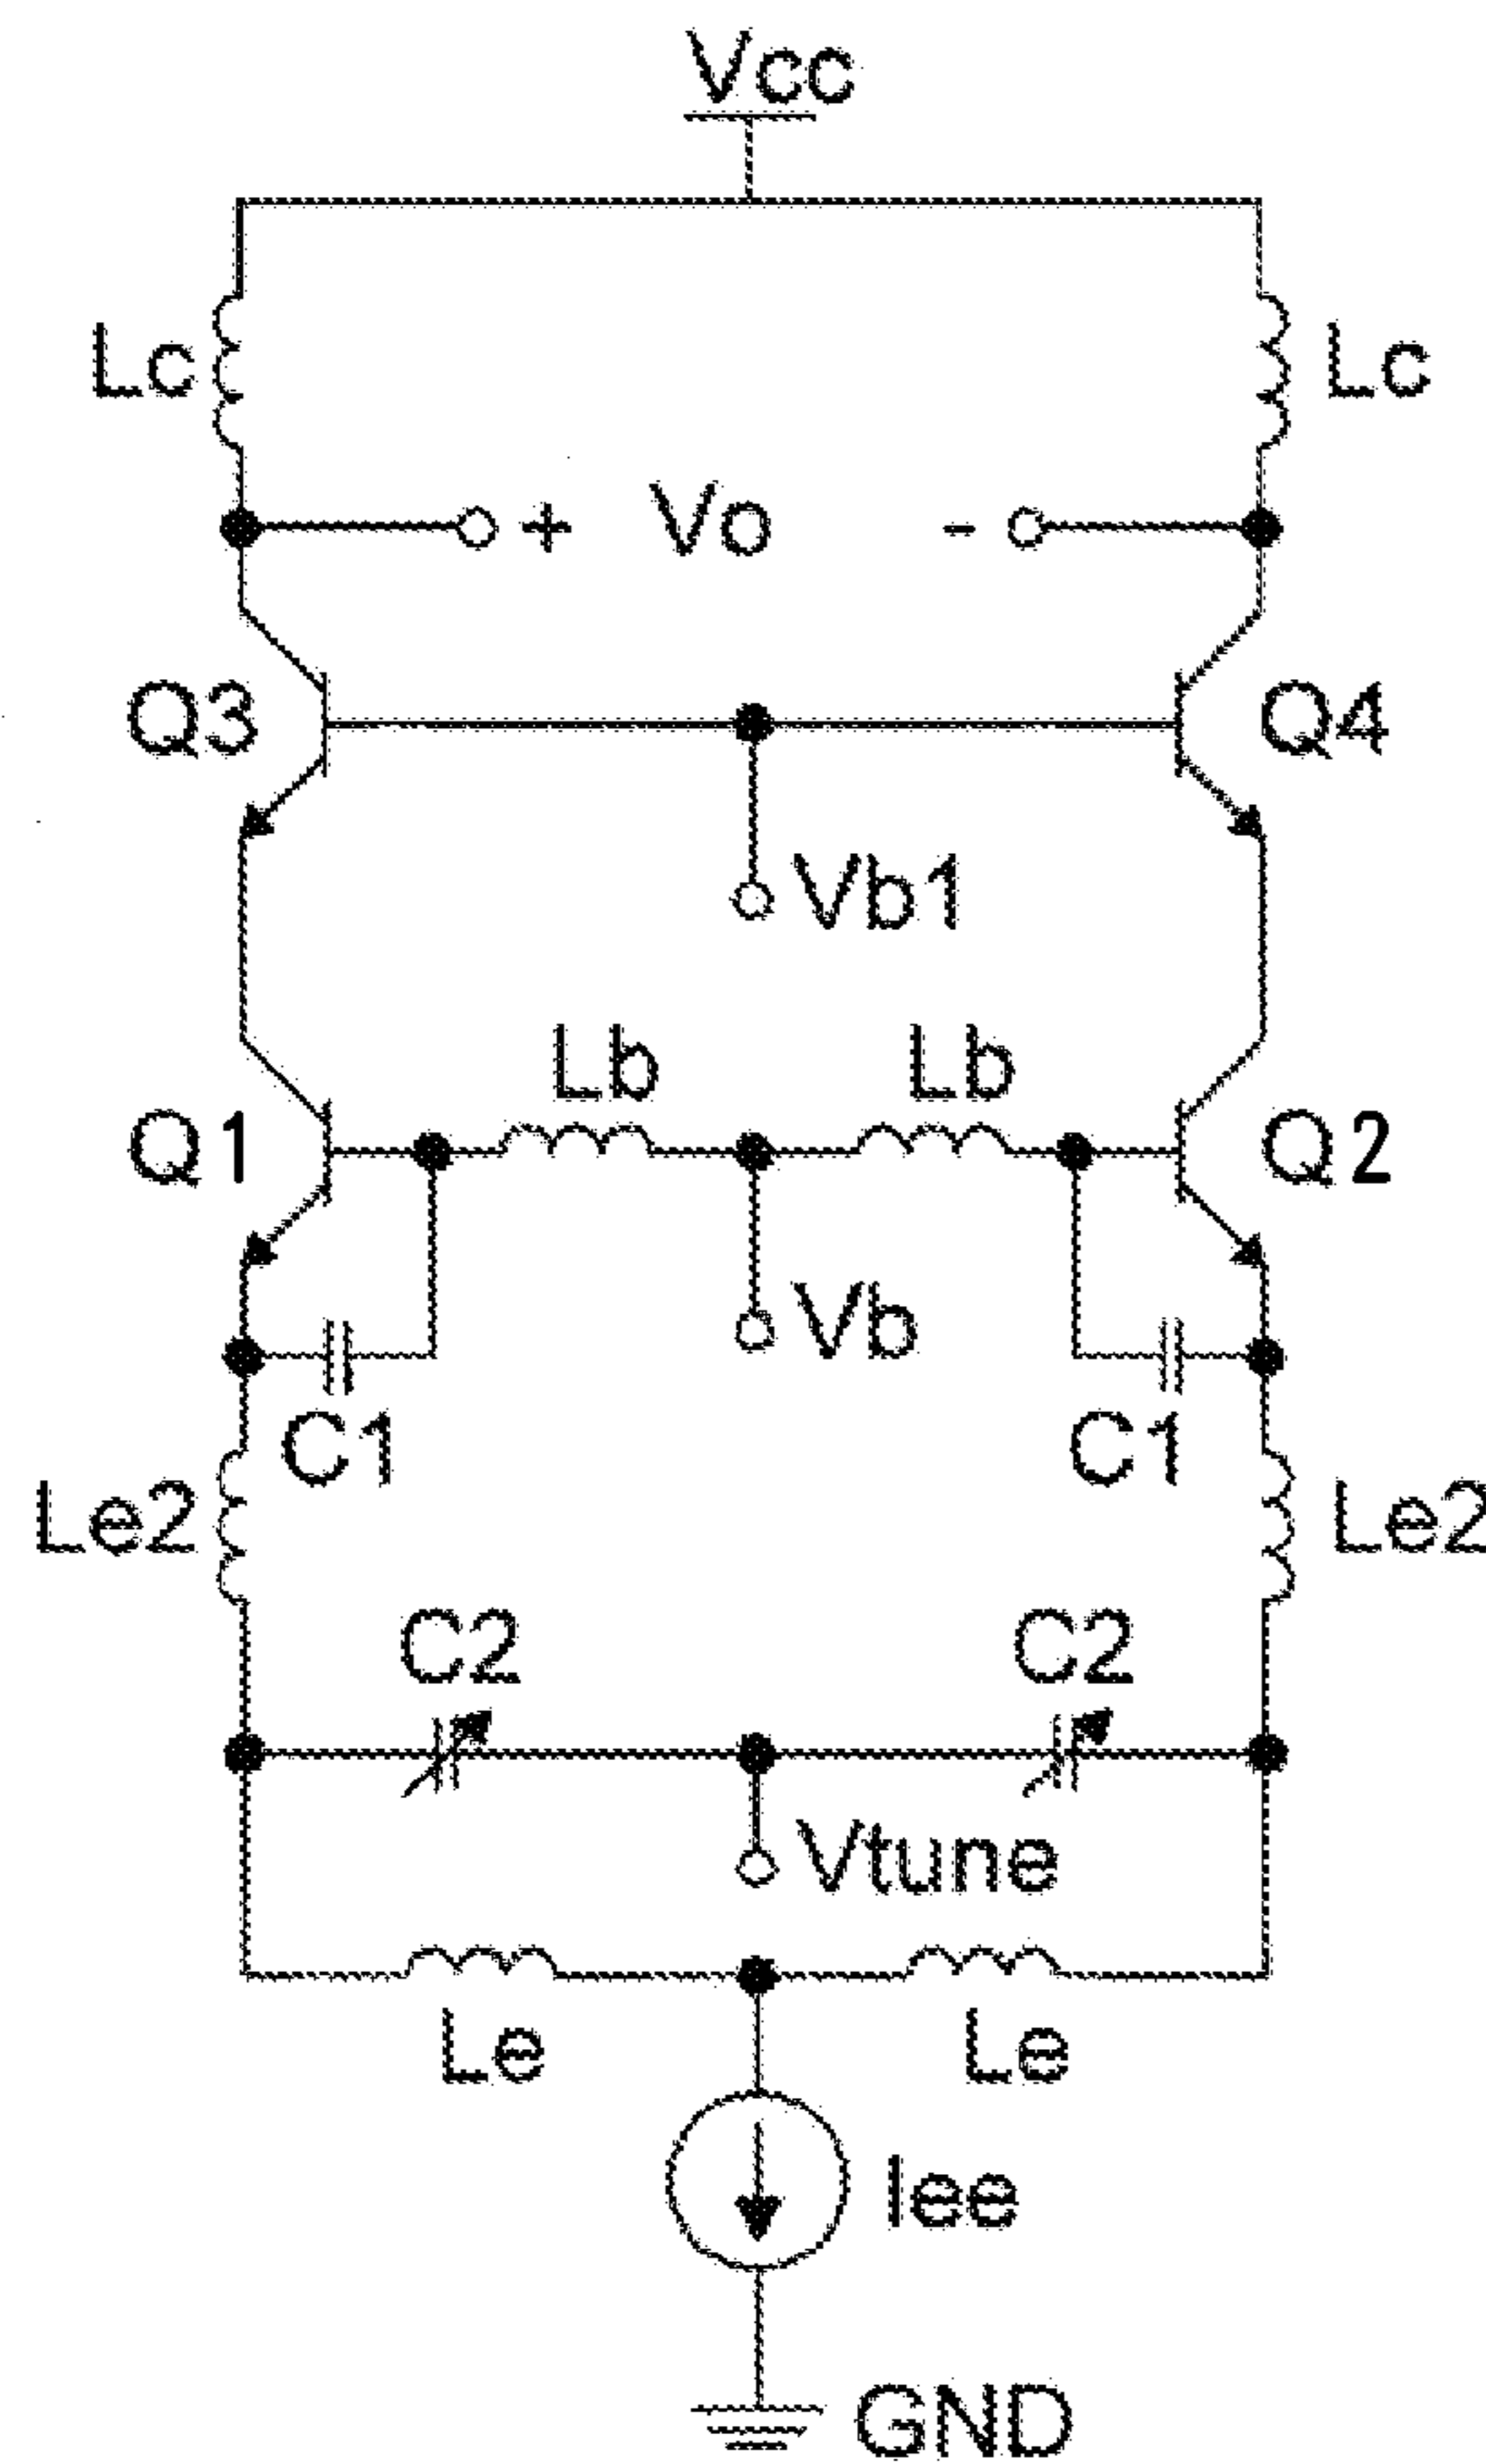 Vcc
Lc Lc
+ Vo -
Q3 Q4
Vb1
Lb Lb
Q1 Q2
Vb
C1 C1
Le2 Le2
C2 C2
Vtune
Le Le
Iee
GND